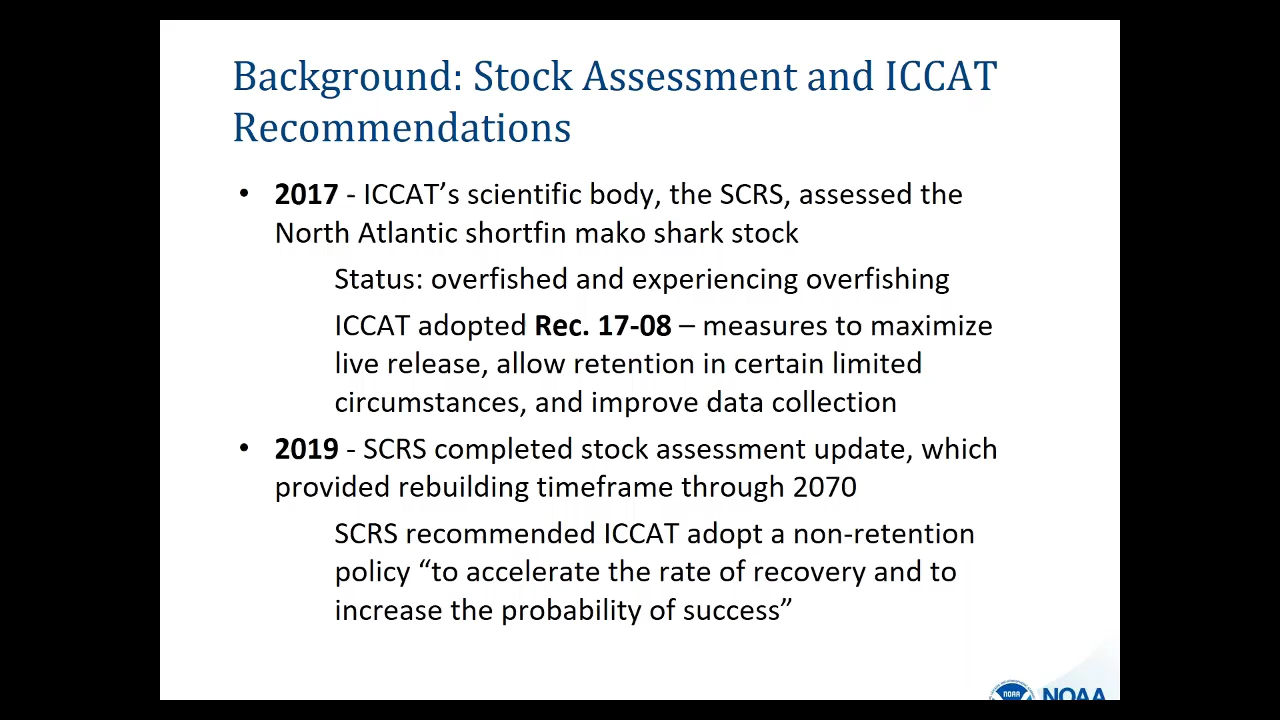 Background: Stock Assessment and ICCAT
Recommendations
• 2017 - ICCAT’s scientific body, the SCRS, assessed the
North Atlantic shortfin mako shark stock
Status: overfished and experiencing overfishing
ICCAT adopted Rec. 17-08 – measures to maximize
live release, allow retention in certain limited
circumstances, and improve data collection
• 2019 - SCRS completed stock assessment update, which
provided rebuilding timeframe through 2070
SCRS recommended ICCAT adopt a non-retention
policy “to accelerate the rate of recovery and to
increase the probability of success”
NOAA NOAA